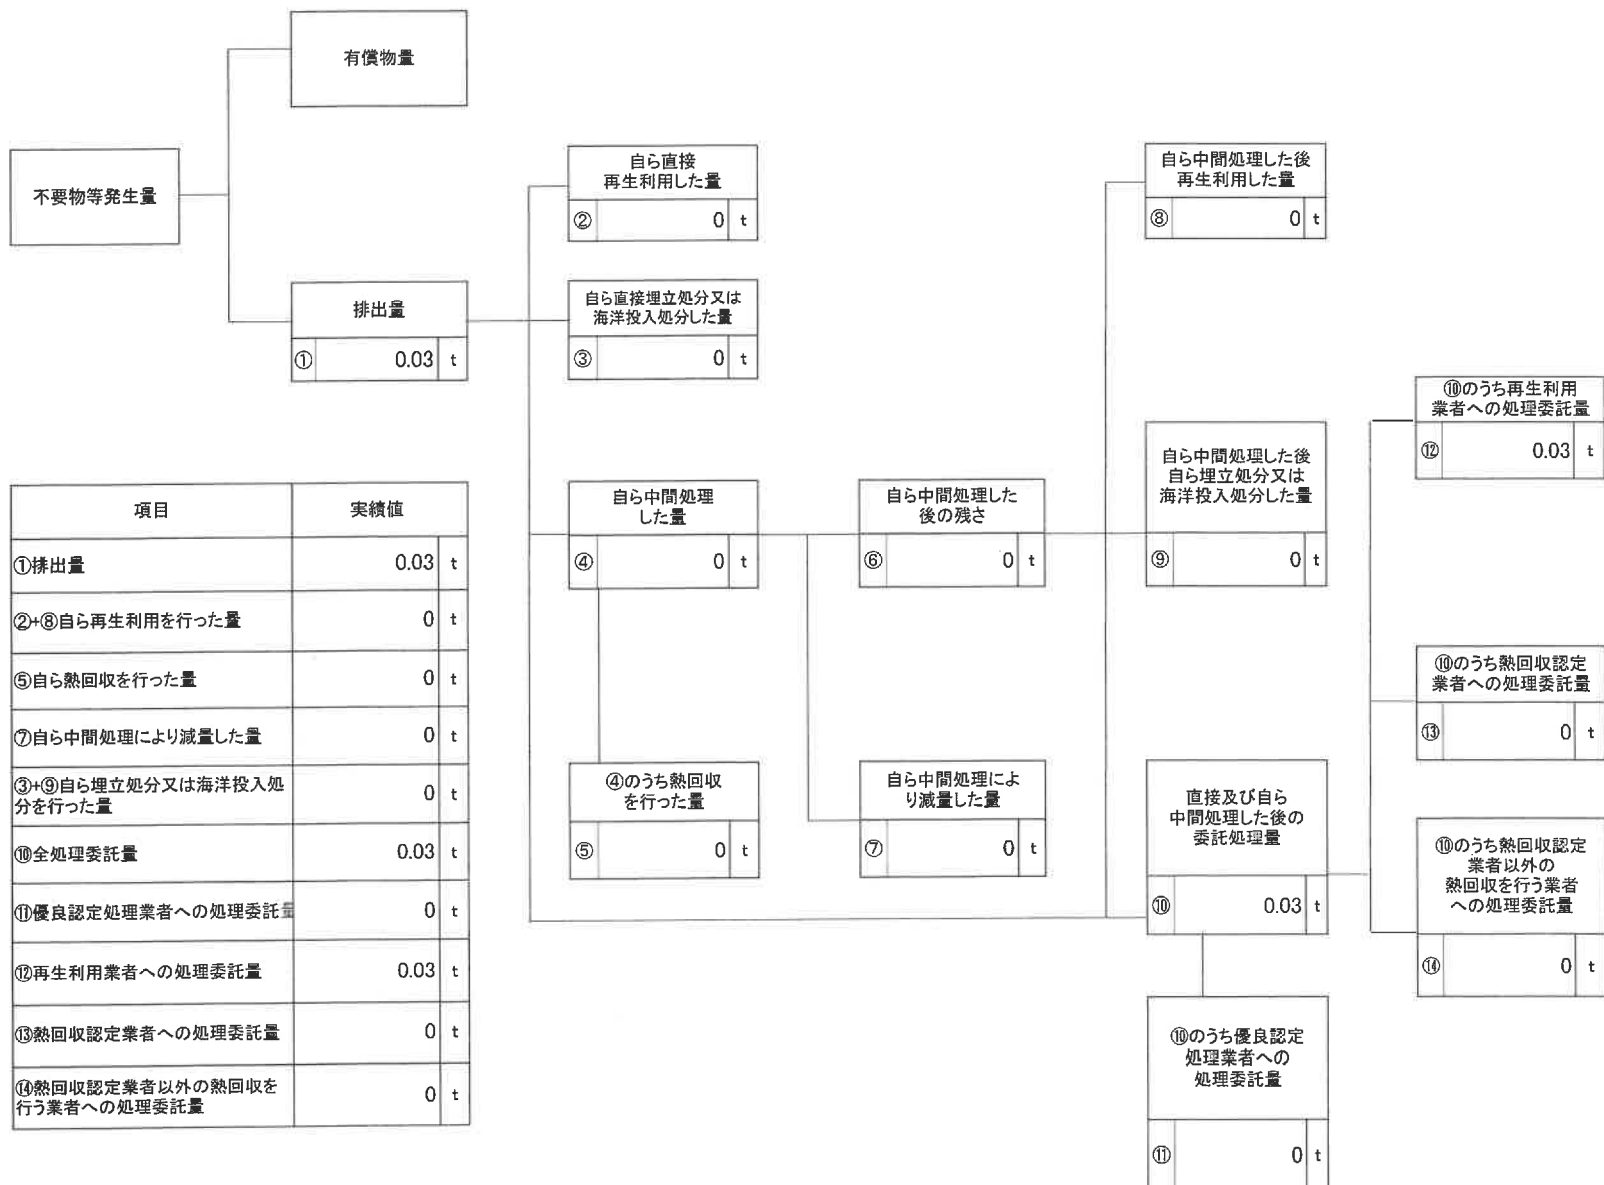 有償物量
不要物等発生量
排出量
① 0.03 t
自ら直接
再生利用した量
② 0 t
自ら直接埋立処分又は
海洋投入処分した量
③ 0 t
自ら中間処理
した量
④ 0 t
④のうち熱回収
を行った量
⑤ 0 t
自ら中間処理した
後の残さ
⑥ 0 t
自ら中間処理によ
り減量した量
⑦ 0 t
自ら中間処理した後
再生利用した量
⑧ 0 t
自ら中間処理した後
自ら埋立処分又は
海洋投入処分した量
⑨ 0 t
直接及び自ら
中間処理した後の
委託処理量
⑩ 0.03 t
⑩のうち優良認定
処理業者への
処理委託量
⑪ 0 t
⑩のうち再生利用
業者への処理委託量
⑫ 0.03 t
⑩のうち熱回収認定
業者への処理委託量
⑬ 0 t
⑩のうち熱回収認定
業者以外の
熱回収を行う業者
への処理委託量
⑭ 0 t
項目 実績値
①排出量 0.03 t
②+⑧自ら再生利用を行った量 0 t
⑤自ら熱回収を行った量 0 t
⑦自ら中間処理により減量した量 0 t
③+⑨自ら埋立処分又は海洋投入処
分を行った量 0 t
⑩全処理委託量 0.03 t
⑪優良認定処理業者への処理委託量 0 t
⑫再生利用業者への処理委託量 0.03 t
⑬熱回収認定業者への処理委託量 0 t
⑭熱回収認定業者以外の熱回収を
行う業者への処理委託量 0 t